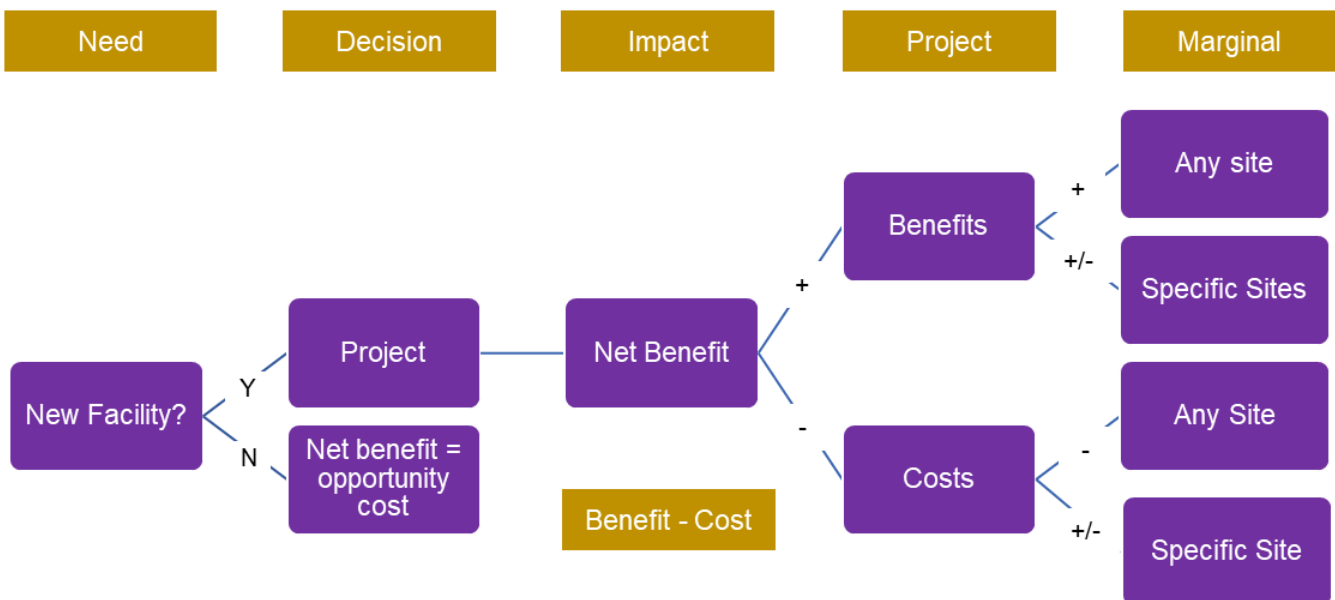 Need
Decision
Impact
Project
Marginal
New Facility?
Y
N
Project
Net benefit =
opportunity
cost
Net Benefit
Benefit - Cost
+
-
Benefits
Costs
+
+/-
-
+/-
Any site
Specific Sites
Any Site
Specific Site